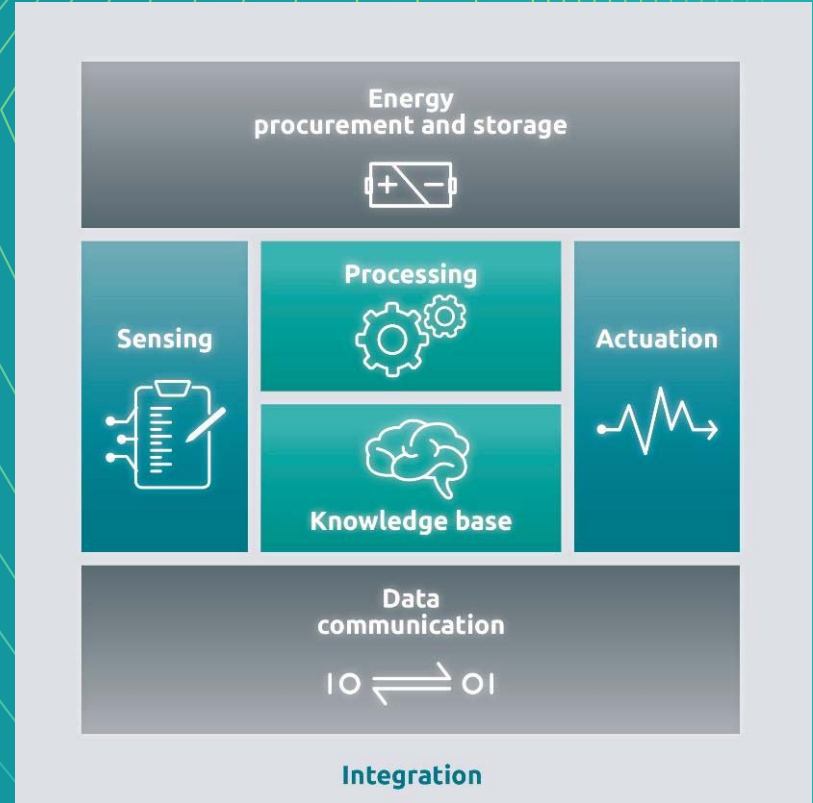 Energy
procurement and storage
Processing
Sensing
Actuation
Knowledge base
Data
communication
IO OI
Integration